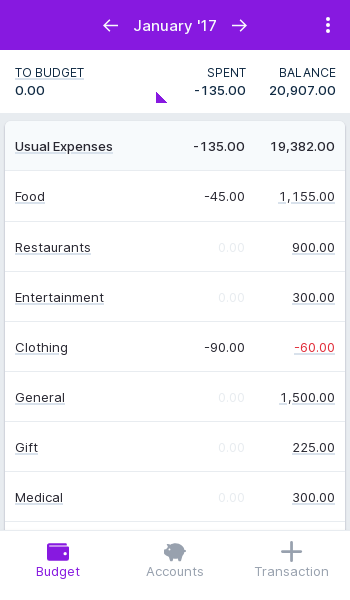 January '17
TO BUDGET SPENT BALANCE
0.00 -135.00 20,907.00
Usual Expenses -135.00 19,382.00
Food -45.00 1,155.00
Restaurants 0.00 900.00
Entertainment 0.00 300.00
Clothing -90.00 -60.00
General 0.00 1,500.00
Gift 0.00 225.00
Medical 0.00 300.00
Budget Accounts Transaction